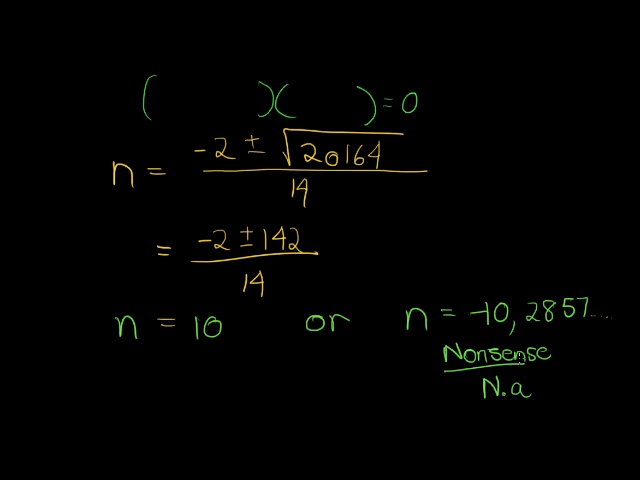 (      )(      ) = 0
n = (-2 ± √20164) / 14
= (-2 ± 142) / 14
n = 10 or n = -10,2857....
Nonsense
N.a